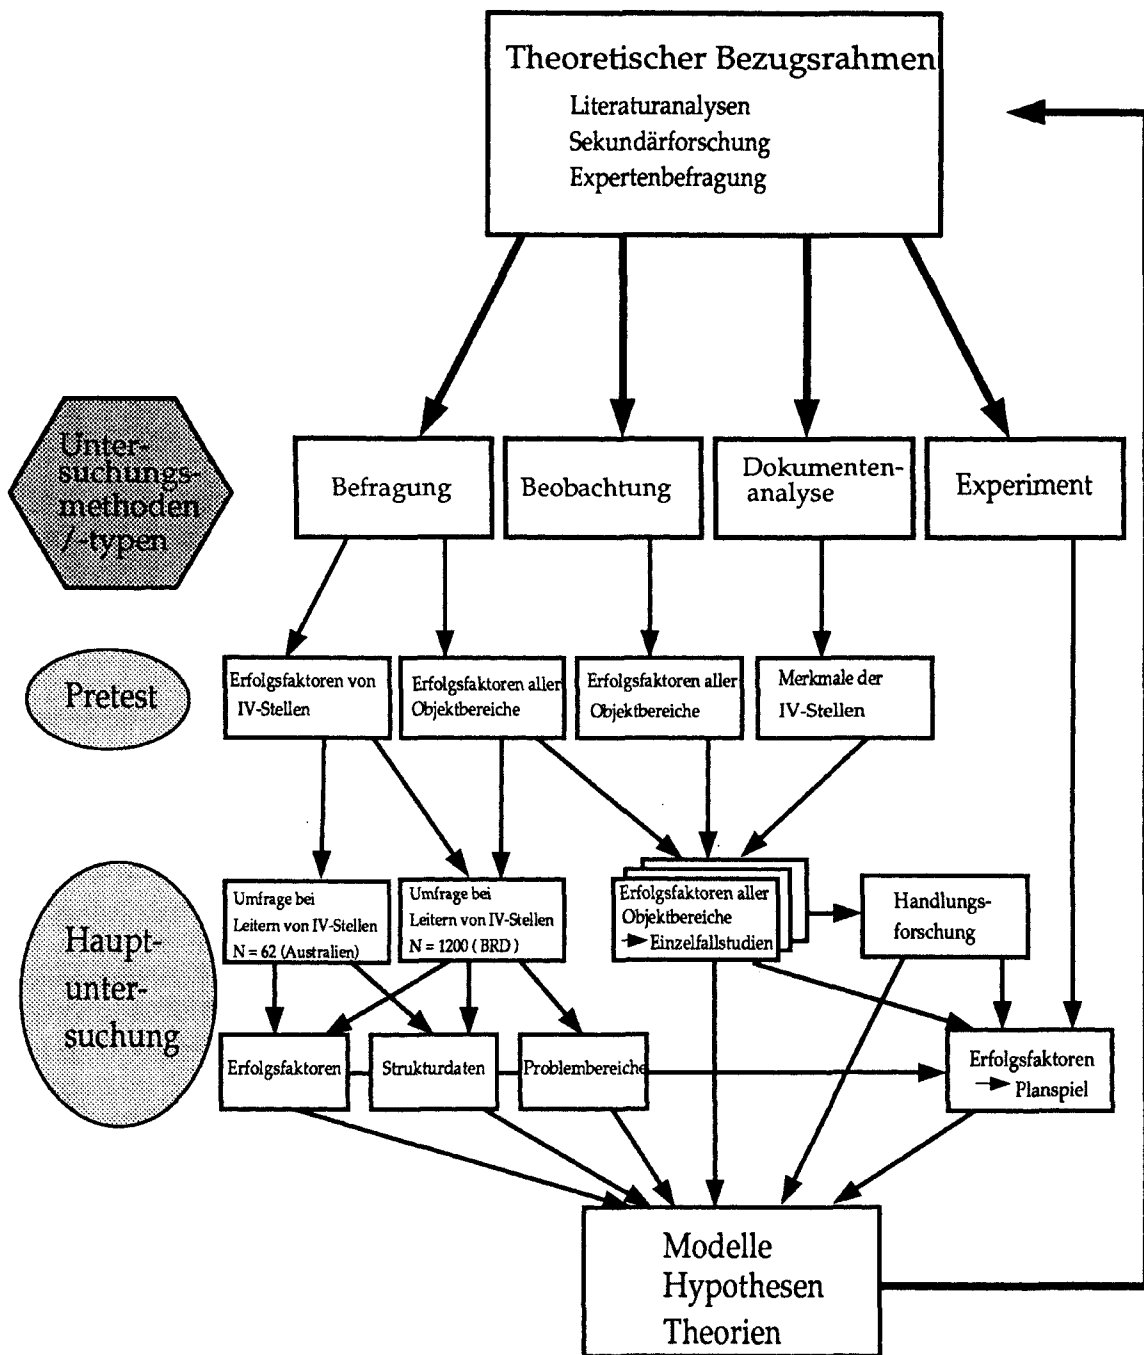 Theoretischer Bezugsrahmen
Literaturanalysen
Sekundärforschung
Expertenbefragung
Unter-
suchungs-
methoden
/-typen
Befragung
Beobachtung
Dokumenten-
analyse
Experiment
Pretest
Erfolgsfaktoren von
IV-Stellen
Erfolgsfaktoren aller
Objektbereiche
Erfolgsfaktoren aller
Objektbereiche
Merkmale der
IV-Stellen
Haupt-
unter-
suchung
Umfrage bei
Leitern von IV-Stellen
N = 62 (Australien)
Umfrage bei
Leitern von IV-Stellen
N = 1200 ( BRD )
Erfolgsfaktoren aller
Objektbereiche
Einzelfallstudien
Handlungs-
forschung
Erfolgsfaktoren
Strukturdaten
Problembereiche
Erfolgsfaktoren
Planspiel
Modelle
Hypothesen
Theorien